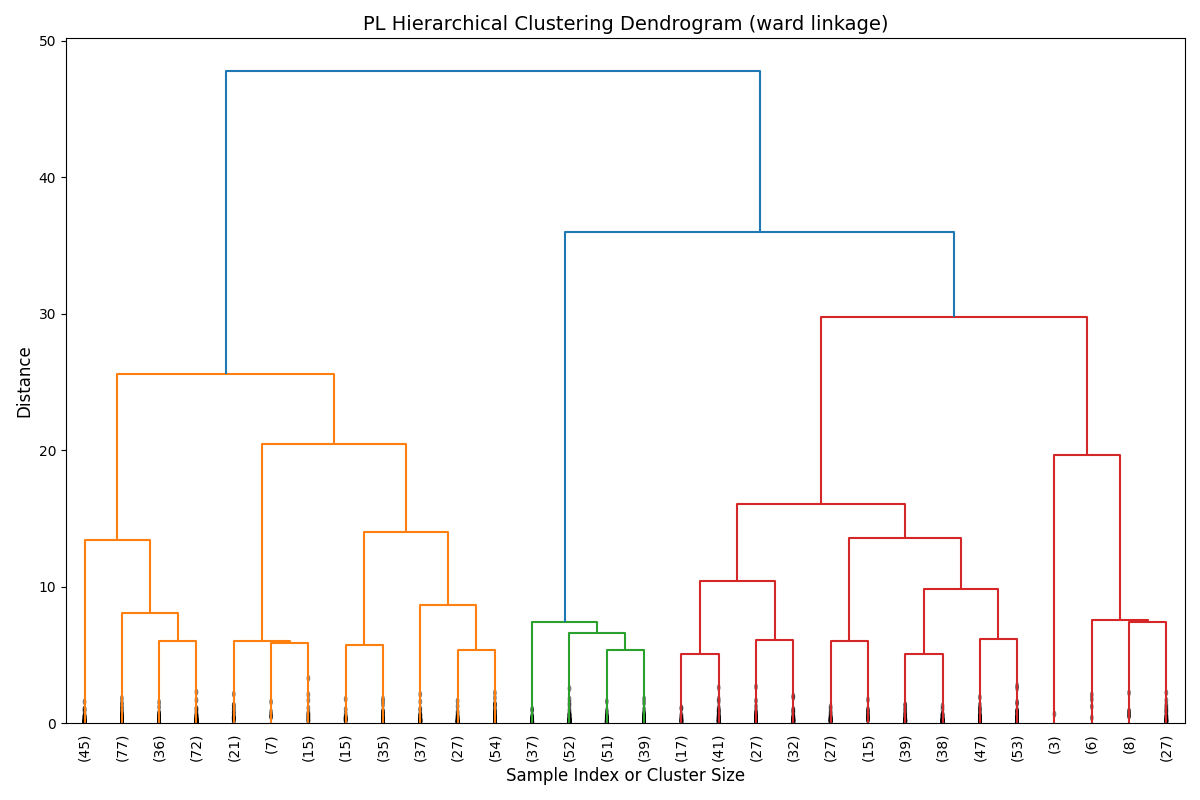 PL Hierarchical Clustering Dendrogram (ward linkage)
50
40
30
20
10
0
Distance
(45) (77) (36) (72) (21) (7) (15) (15) (35) (37) (27) (54) (37) (52) (51) (39) (17) (41) (27) (32) (27) (15) (39) (38) (47) (53) (3) (6) (8) (27)
Sample Index or Cluster Size